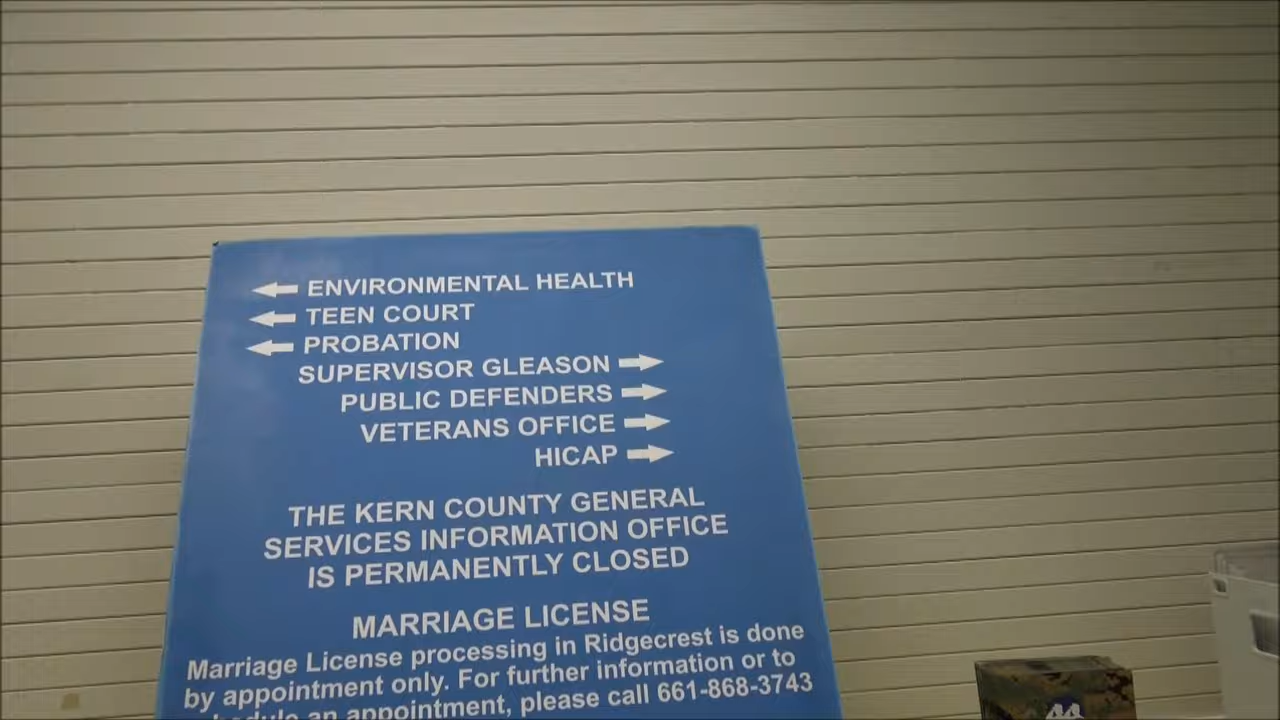 ENVIRONMENTAL HEALTH
TEEN COURT
PROBATION
SUPERVISOR GLEASON
PUBLIC DEFENDERS
VETERANS OFFICE
HICAP
THE KERN COUNTY GENERAL
SERVICES INFORMATION OFFICE
IS PERMANENTLY CLOSED
MARRIAGE LICENSE
Marriage License processing in Ridgecrest is done
by appointment only. For further information or to
an appointment, please call 661-868-3743